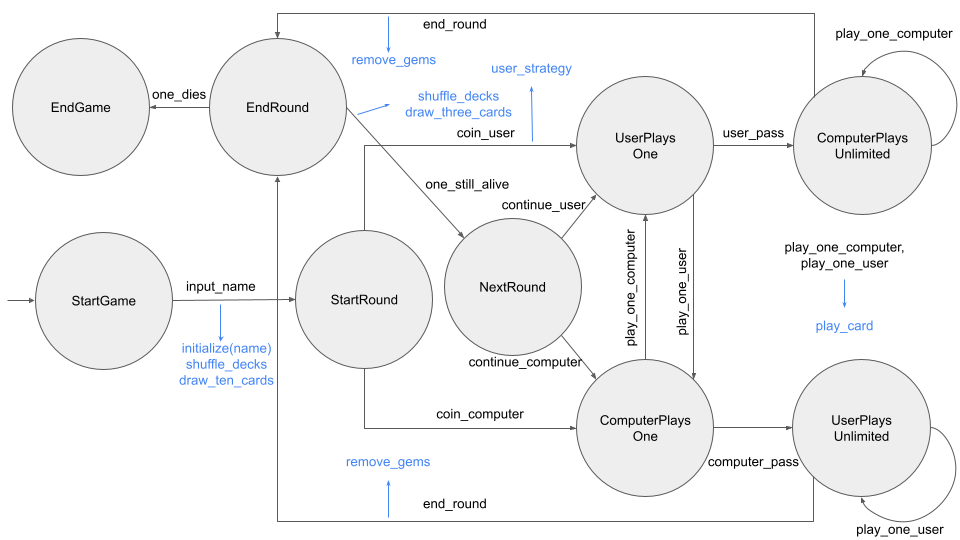 end_round
play_one_computer
remove_gems
user_strategy
EndGame
one_dies
EndRound
shuffle_decks
draw_three_cards
coin_user
UserPlays
One
user_pass
ComputerPlays
Unlimited
one_still_alive
continue_user
play_one_computer,
play_one_user
StartGame
input_name
StartRound
NextRound
play_one_computer
play_one_user
play_card
initialize(name)
shuffle_decks
draw_ten_cards
continue_computer
coin_computer
ComputerPlays
One
UserPlays
Unlimited
remove_gems
computer_pass
end_round
play_one_user